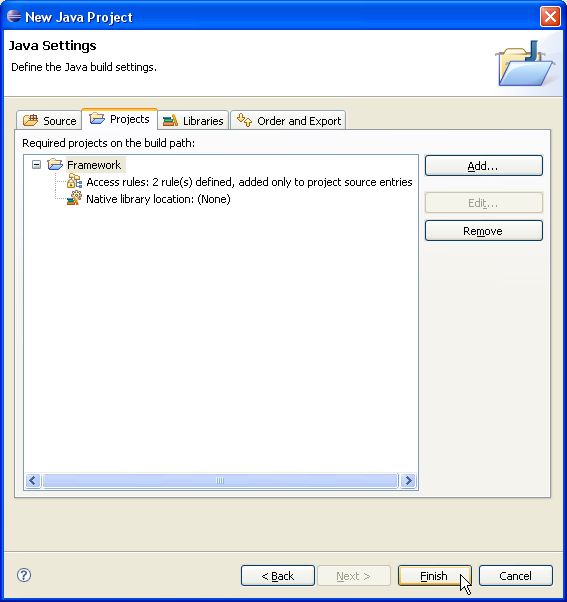 New Java Project
Java Settings
Define the Java build settings.
Source Projects Libraries Order and Export
Required projects on the build path:
Framework
Access rules: 2 rule(s) defined, added only to project source entries
Native library location: (None)
Add...
Edit...
Remove
< Back Next > Finish Cancel